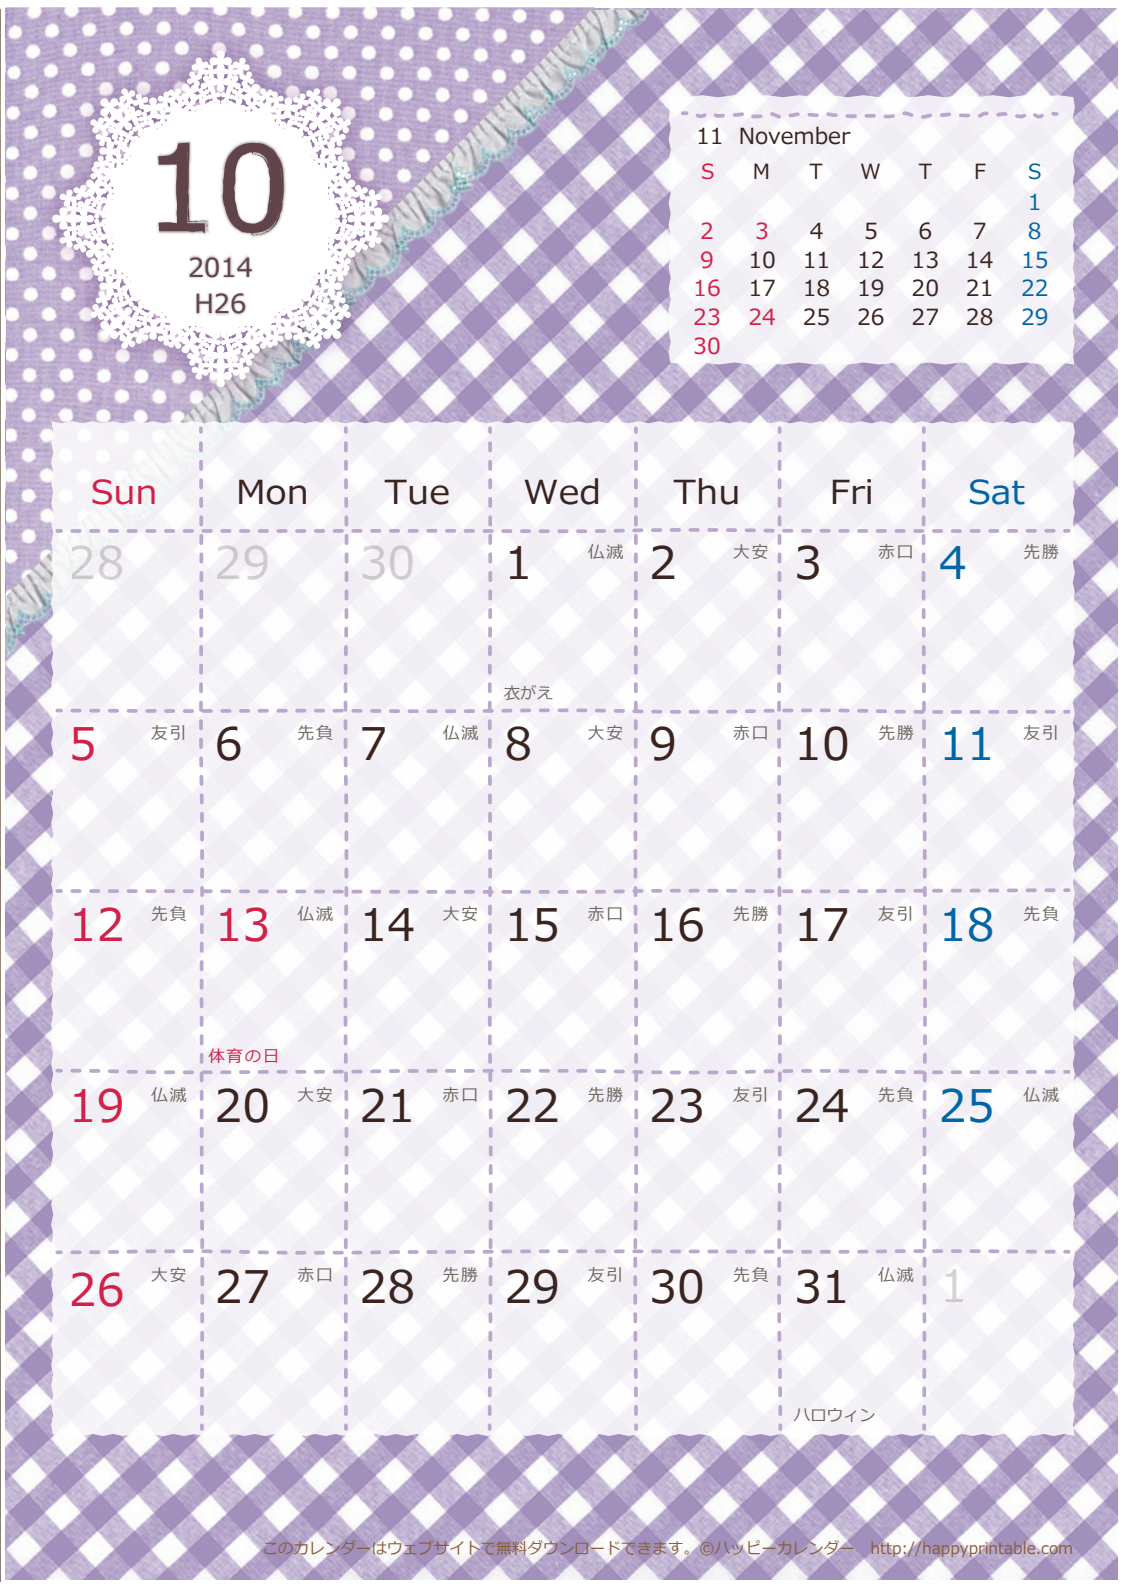 10
2014
H26
11 November
S M T W T F S
1
2 3 4 5 6 7 8
9 10 11 12 13 14 15
16 17 18 19 20 21 22
23 24 25 26 27 28 29
30
Sun Mon Tue Wed Thu Fri Sat
28 29 30 1 仏滅 2 大安 3 赤口 4 先勝
衣がえ
5 友引 6 先負 7 仏滅 8 大安 9 赤口 10 先勝 11 友引
12 先負 13 仏滅 14 大安 15 赤口 16 先勝 17 友引 18 先負
体育の日
19 仏滅 20 大安 21 赤口 22 先勝 23 友引 24 先負 25 仏滅
26 大安 27 赤口 28 先勝 29 友引 30 先負 31 仏滅 1
ハロウィン
このカレンダーはウェブサイトで無料ダウンロードできます。©ハッピーカレンダー http://happyprintable.com